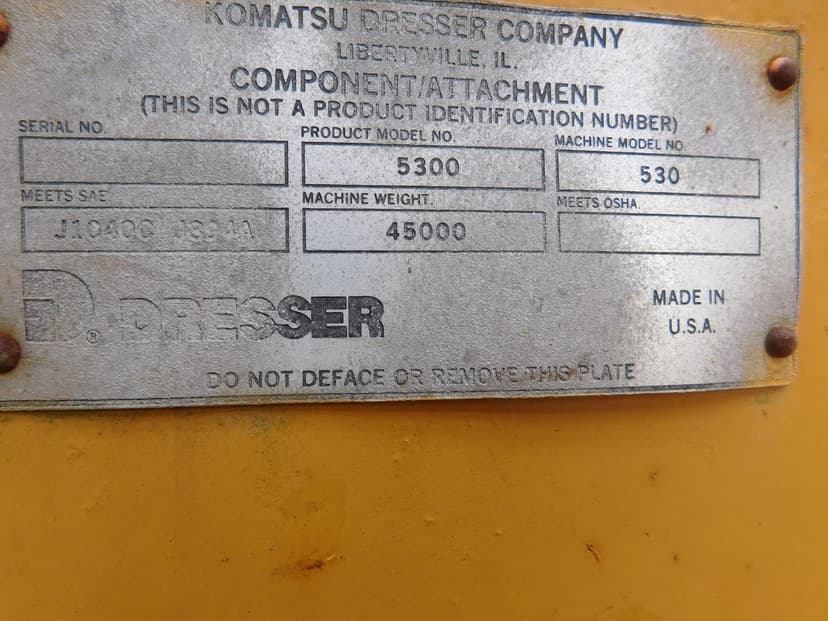 KOMATSU DRESSER COMPANY
LIBERTYVILLE, IL.
COMPONENT/ATTACHMENT
(THIS IS NOT A PRODUCT IDENTIFICATION NUMBER)
SERIAL NO. PRODUCT MODEL NO. MACHINE MODEL NO.
5300 530
MEETS SAE. MACHINE WEIGHT. MEETS OSHA.
J1040C J394A 45000
D® DRESSER
MADE IN
U.S.A.
DO NOT DEFACE OR REMOVE THIS PLATE